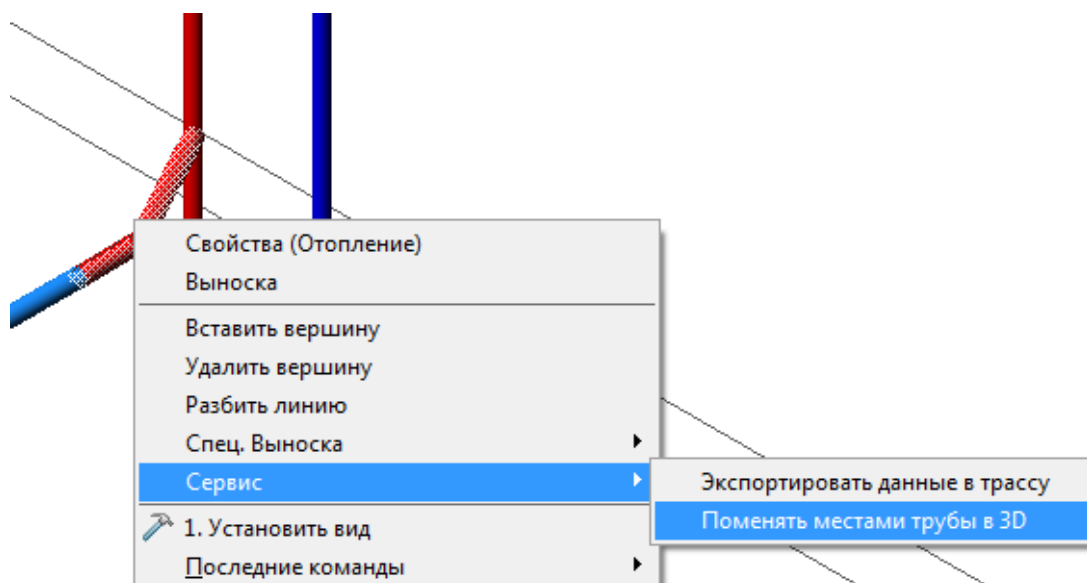 Свойства (Отопление)
Выноска
Вставить вершину
Удалить вершину
Разбить линию
Спец. Выноска
Сервис
Экспортировать данные в трассу
Поменять местами трубы в 3D
1. Установить вид
Последние команды